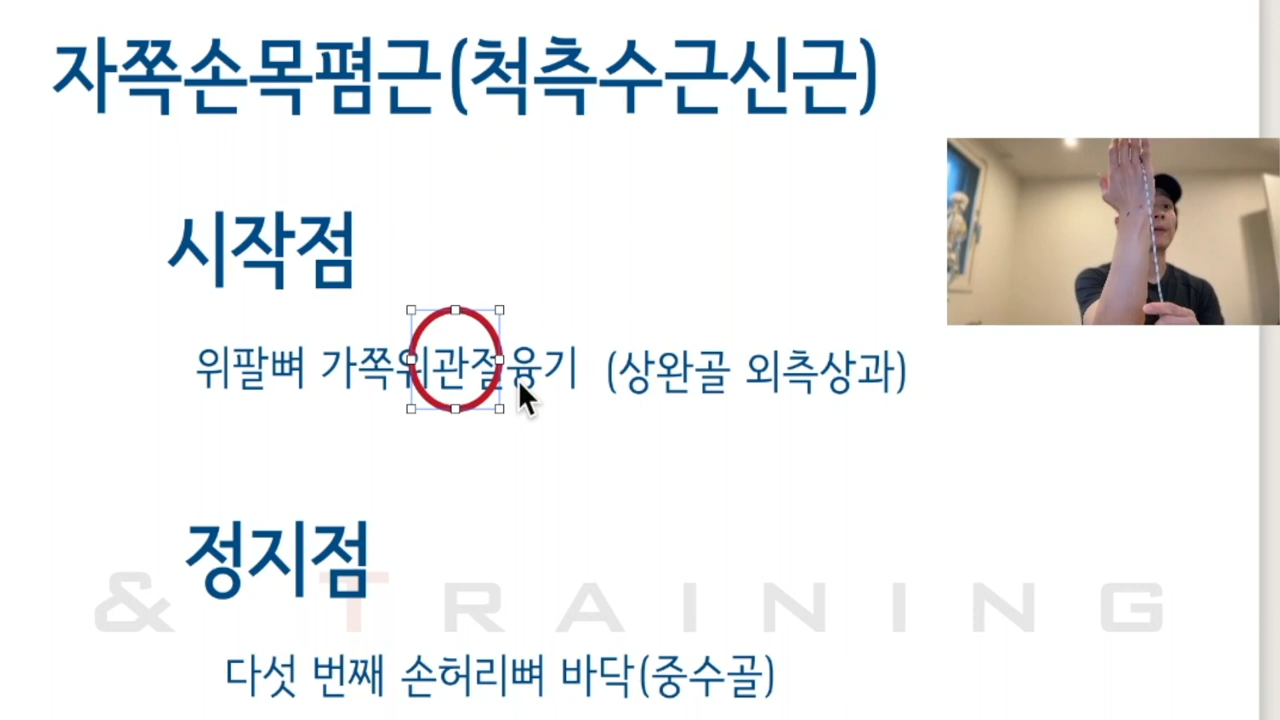 자쪽손목폄근(척측수근신근)
시작점
위팔뼈 가쪽위관절융기 (상완골 외측상과)
정지점
& TRAINING
다섯 번째 손허리뼈 바닥(중수골)